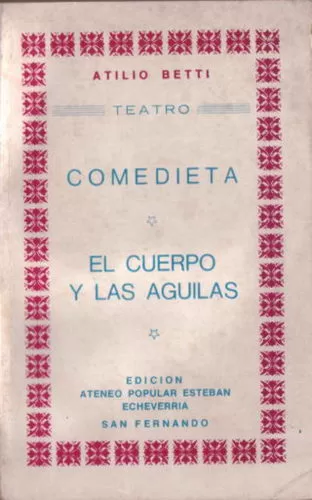 ATILIO BETTI
TEATRO
COMEDIETA
EL CUERPO
Y LAS AGUILAS
EDICION
ATENEO POPULAR ESTEBAN
ECHEVERRIA
SAN FERNANDO